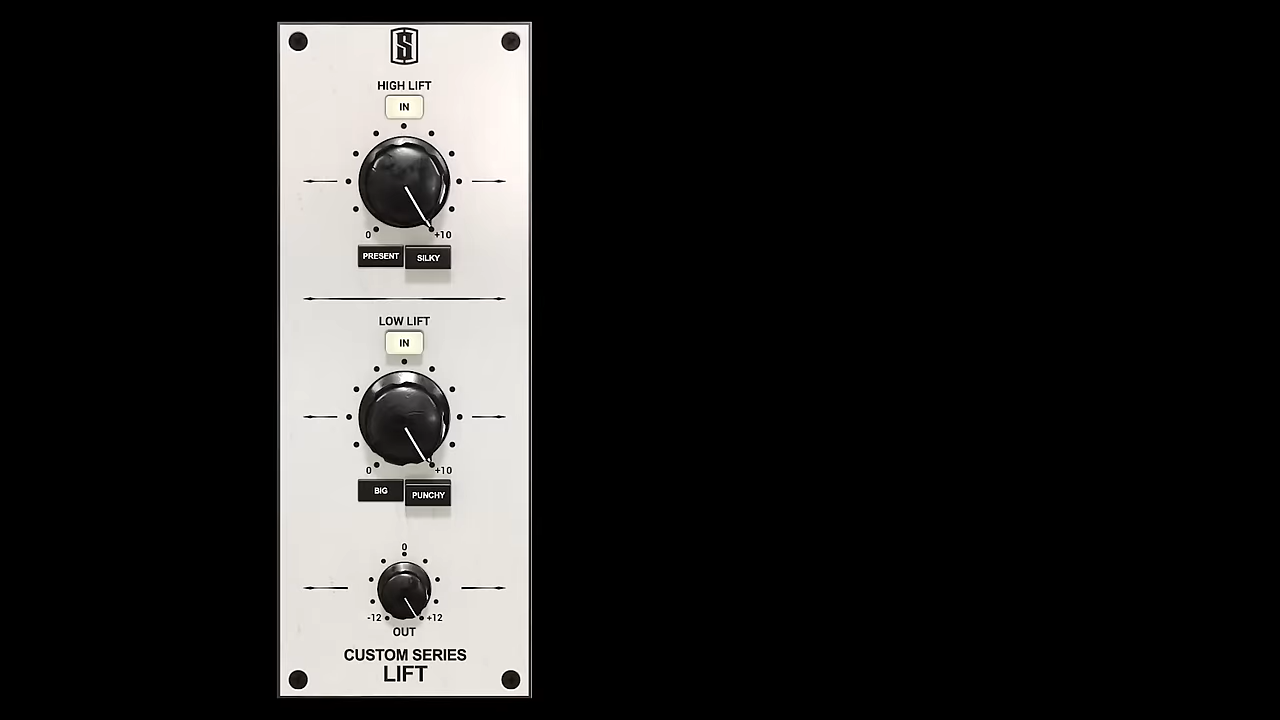 S
HIGH LIFT
IN
0 +10
PRESENT SILKY
LOW LIFT
IN
0 +10
BIG PUNCHY
0
-12 +12
OUT
CUSTOM SERIES
LIFT